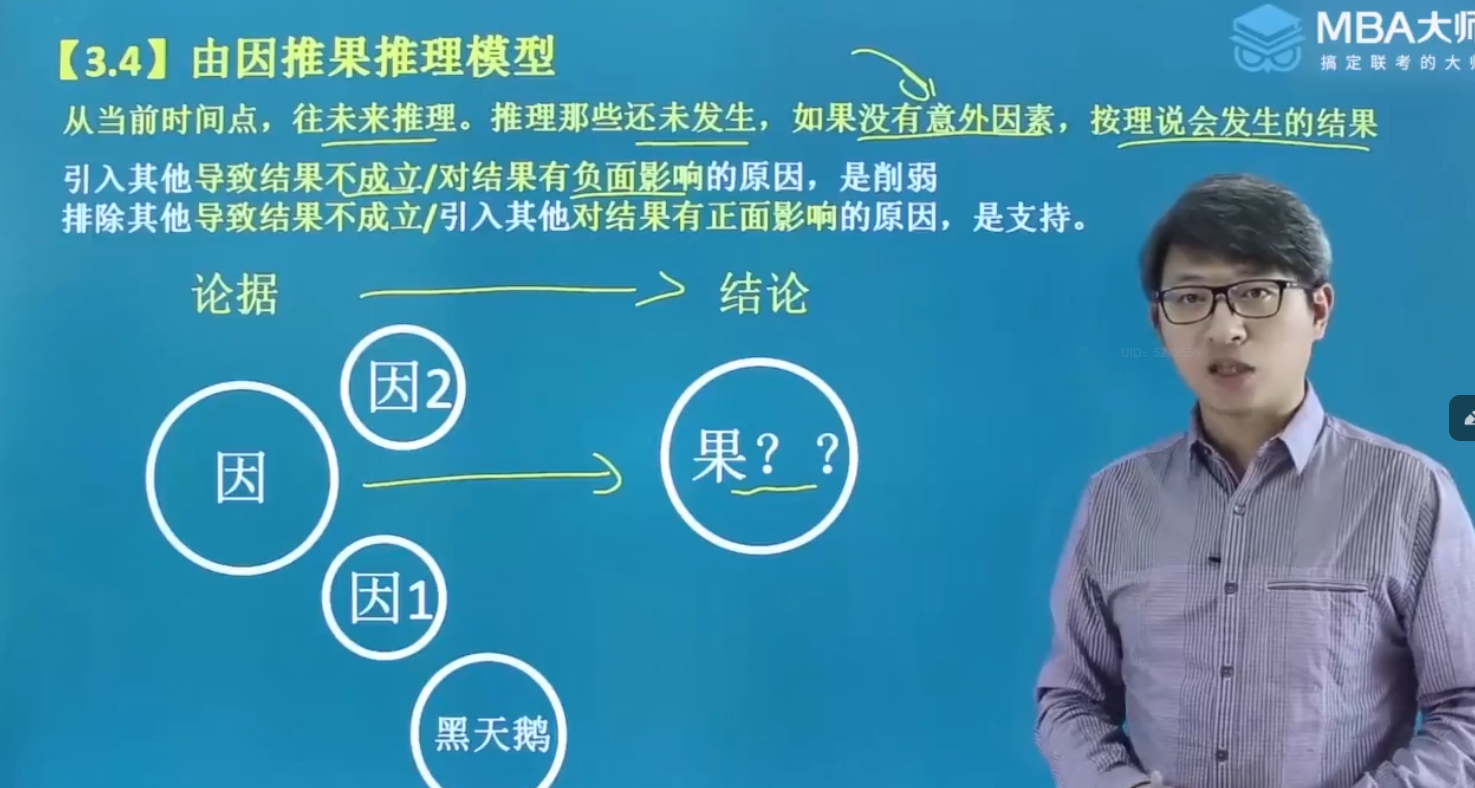 【3.4】由因推果推理模型
MBA大师
搞定联考的大师
从当前时间点，往未来推理。推理那些还未发生，如果没有意外因素，按理说会发生的结果
引入其他导致结果不成立/对结果有负面影响的原因，是削弱
排除其他导致结果不成立/引入其他对结果有正面影响的原因，是支持。
论据
结论
因2
因
果？？
因1
黑天鹅